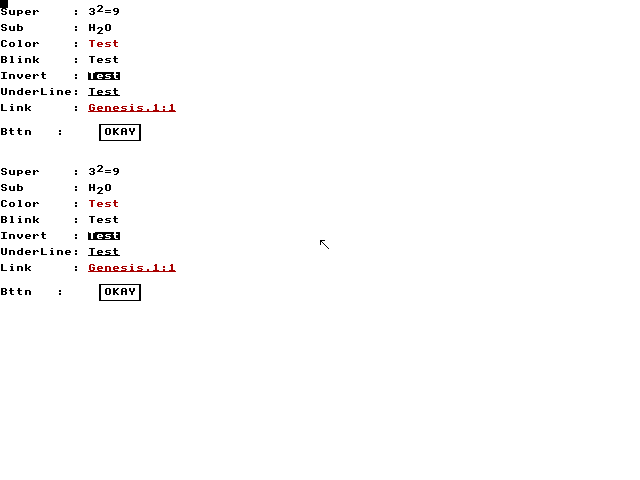 Super    : 3²=9
Sub      : H₂O
Color    : Test
Blink    : Test
Invert   : Test
UnderLine: Test
Link     : Genesis,1:1
Bttn   :     OKAY
Super    : 3²=9
Sub      : H₂O
Color    : Test
Blink    : Test
Invert   : Test
UnderLine: Test
Link     : Genesis,1:1
Bttn   :     OKAY